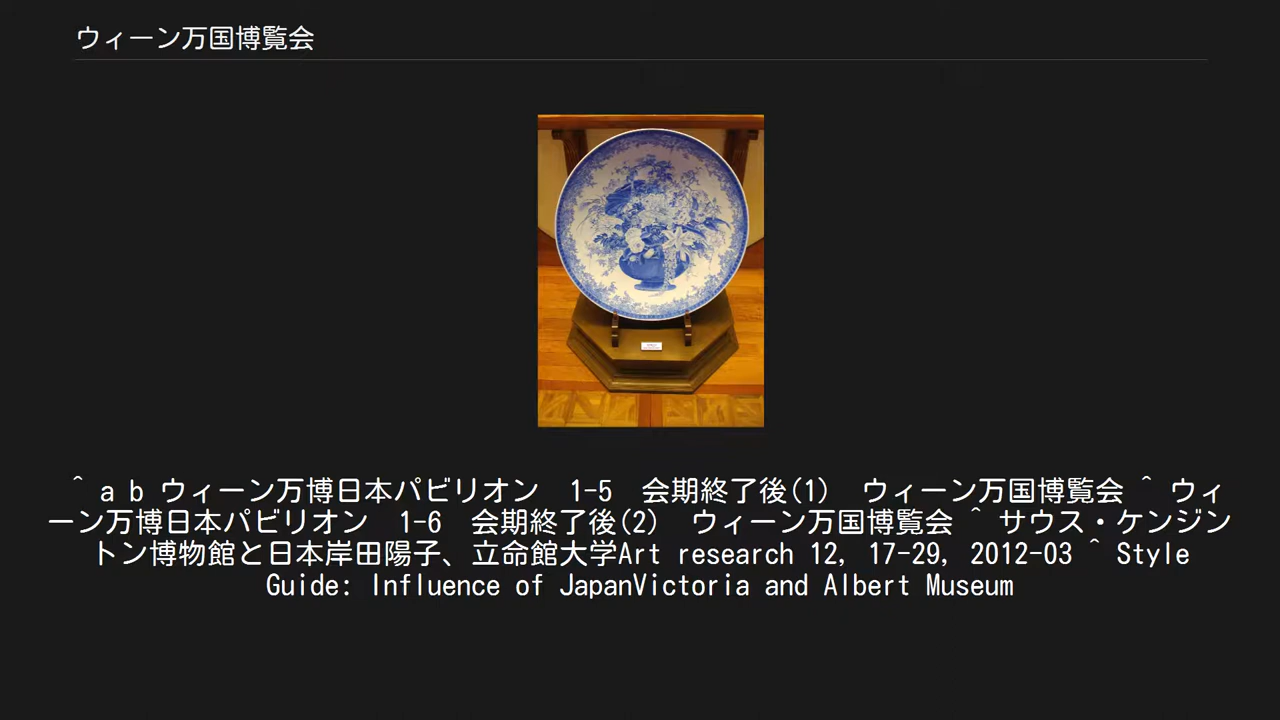 ウィーン万国博覧会
^ a b ウィーン万博日本パビリオン　1-5　会期終了後(1)　ウィーン万国博覧会 ^ ウィ
ーン万博日本パビリオン　1-6　会期終了後(2)　ウィーン万国博覧会 ^ サウス・ケンジン
トン博物館と日本岸田陽子、立命館大学Art research 12, 17-29, 2012-03 ^ Style
Guide: Influence of JapanVictoria and Albert Museum